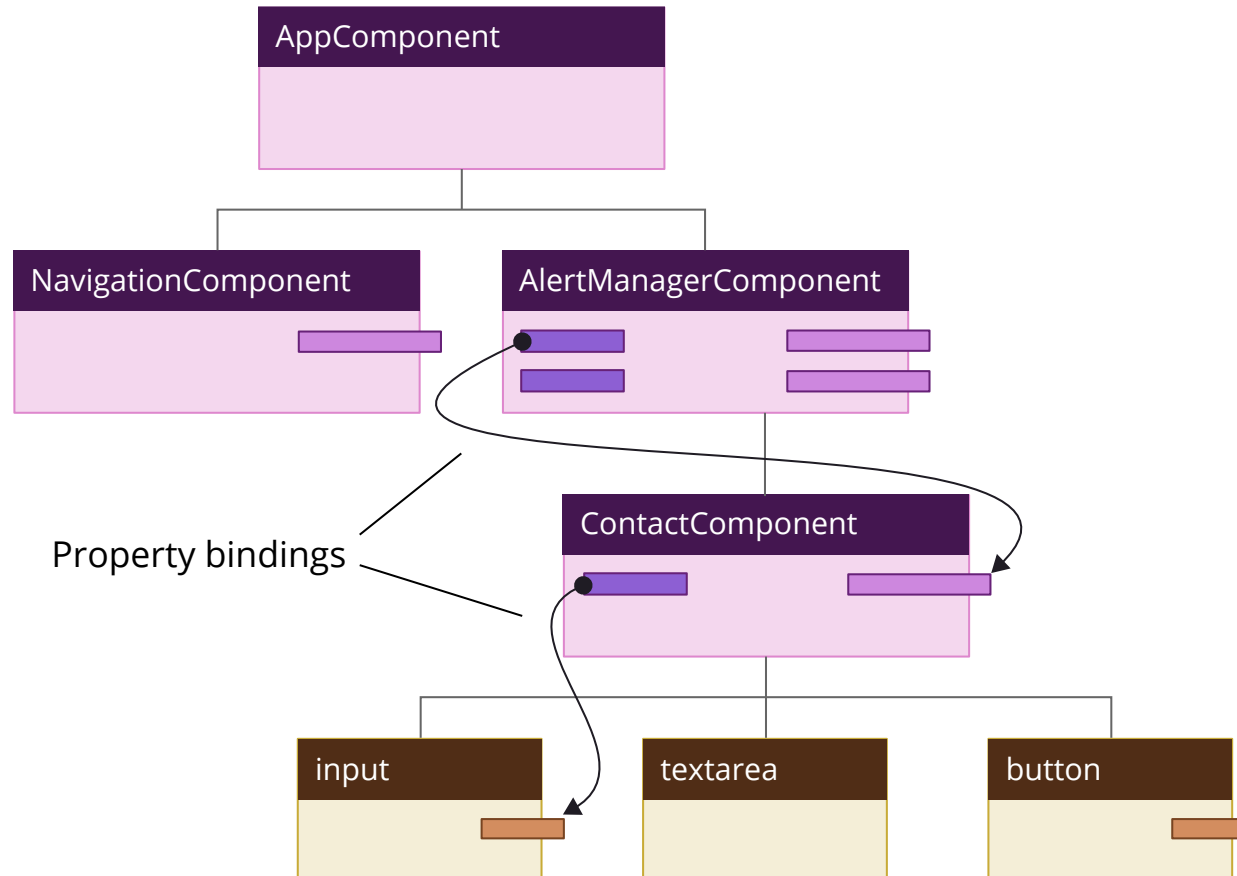 AppComponent
NavigationComponent
AlertManagerComponent
Property bindings
ContactComponent
input
textarea
button